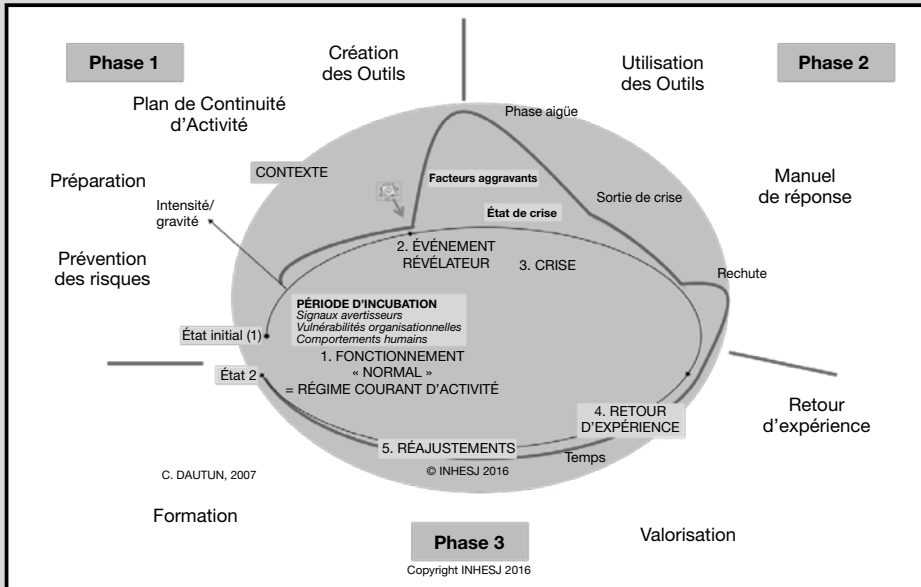 Phase 1
Création
des Outils
Utilisation
des Outils
Phase 2
Plan de Continuité
d'Activité
Phase aigüe
CONTEXTE
Facteurs aggravants
Préparation
Manuel
de réponse
Intensité/
gravité
État de crise
Sortie de crise
2. ÉVÉNEMENT
RÉVÉLATEUR
3. CRISE
Prévention
des risques
Rechute
PÉRIODE D'INCUBATION
Signaux avertisseurs
Vulnérabilités organisationnelles
Comportements humains
État initial (1)
1. FONCTIONNEMENT
« NORMAL »
= RÉGIME COURANT D'ACTIVITÉ
État 2
4. RETOUR
D'EXPÉRIENCE
Retour
d'expérience
5. RÉAJUSTEMENTS
Temps
© INHESJ 2016
C. DAUTUN, 2007
Formation
Valorisation
Phase 3
Copyright INHESJ 2016